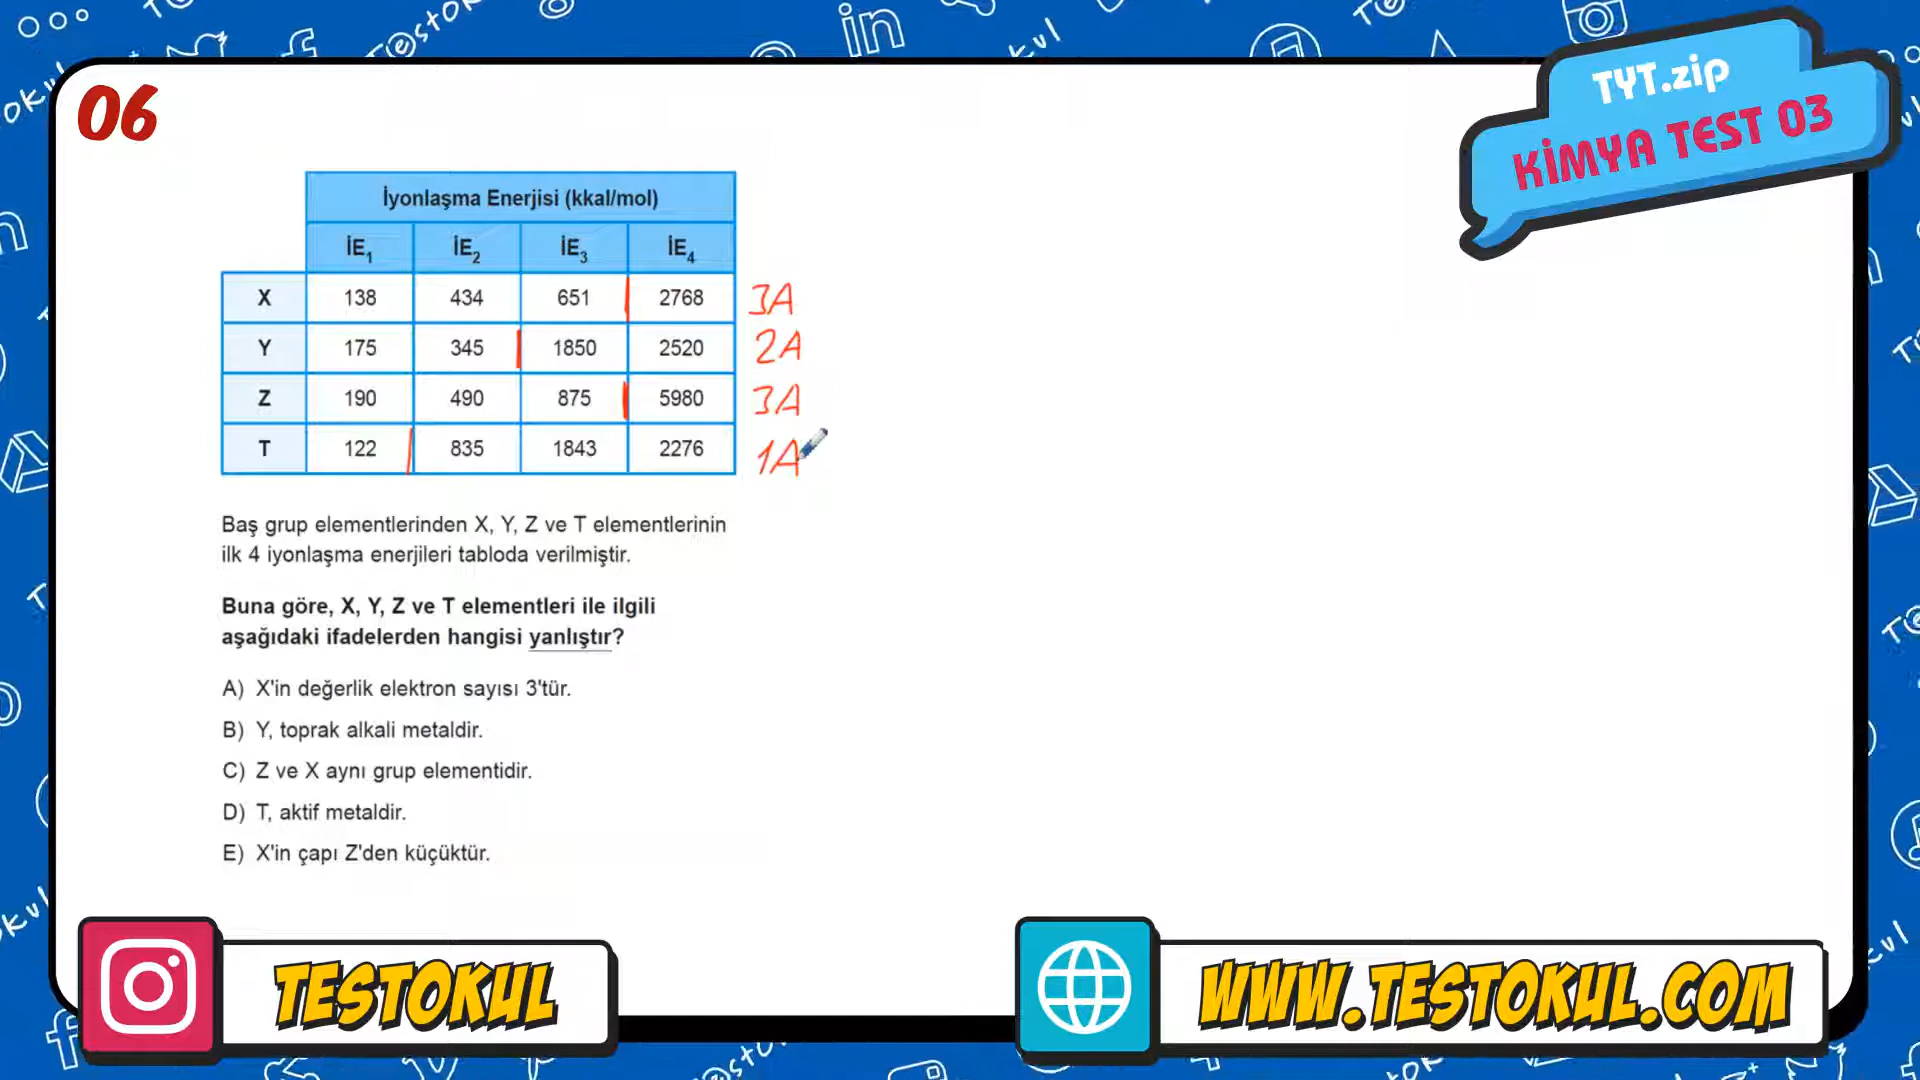 06
TYT.zip
KİMYA TEST 03
İyonlaşma Enerjisi (kkal/mol)
İE1 İE2 İE3 İE4
X 138 434 651 2768 3A
Y 175 345 1850 2520 2A
Z 190 490 875 5980 3A
T 122 835 1843 2276 1A
Baş grup elementlerinden X, Y, Z ve T elementlerinin
ilk 4 iyonlaşma enerjileri tabloda verilmiştir.
Buna göre, X, Y, Z ve T elementleri ile ilgili
aşağıdaki ifadelerden hangisi yanlıştır?
A) X'in değerlik elektron sayısı 3'tür.
B) Y, toprak alkali metaldir.
C) Z ve X aynı grup elementidir.
D) T, aktif metaldir.
E) X'in çapı Z'den küçüktür.
TESTOKUL
WWW.TESTOKUL.COM